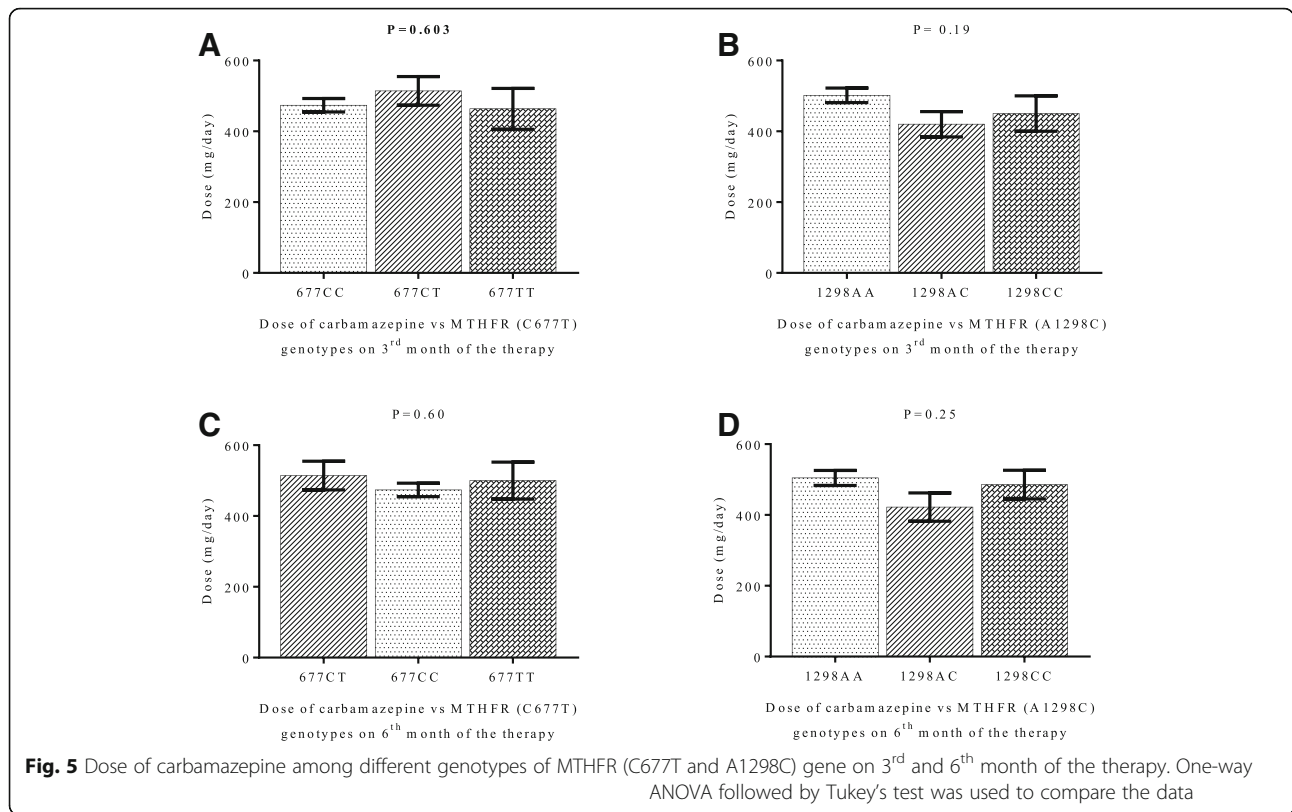 A
P=0.603
600
400
200
0
Dose (mg/day)
677CC 677CT 677TT
Dose of carbamazepine vs MTHFR (C677T)
genotypes on 3rd month of the therapy
B
P= 0.19
600
400
200
0
Dose (mg/day)
1298AA 1298AC 1298CC
Dose of carbamazepine vs MTHFR (A1298C)
genotypes on 3rd month of the therapy
C
P=0.60
600
400
200
0
Dose (mg/day)
677CT 677CC 677TT
Dose of carbamazepine vs MTHFR (C677T)
genotypes on 6th month of the therapy
D
P=0.25
600
400
200
0
Dose (mg/day)
1298AA 1298AC 1298CC
Dose of carbamazepine vs MTHFR (A1298C)
genotypes on 6th month of the therapy
Fig. 5 Dose of carbamazepine among different genotypes of MTHFR (C677T and A1298C) gene on 3rd and 6th month of the therapy. One-way
ANOVA followed by Tukey's test was used to compare the data